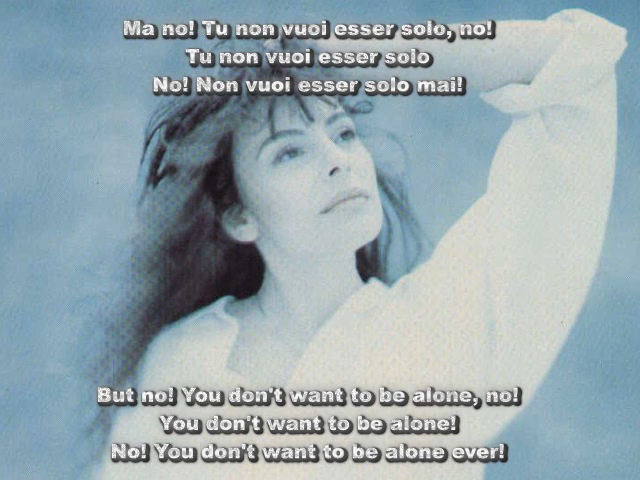 Ma no! Tu non vuoi esser solo, no!
Tu non vuoi esser solo
No! Non vuoi esser solo mai!
But no! You don't want to be alone, no!
You don't want to be alone!
No! You don't want to be alone ever!